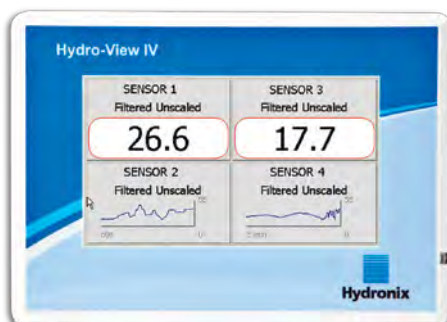 Hydro-View IV
SENSOR 1
Filtered Unscaled
26.6
SENSOR 3
Filtered Unscaled
17.7
SENSOR 2
Filtered Unscaled
SENSOR 4
Filtered Unscaled
Hydronix